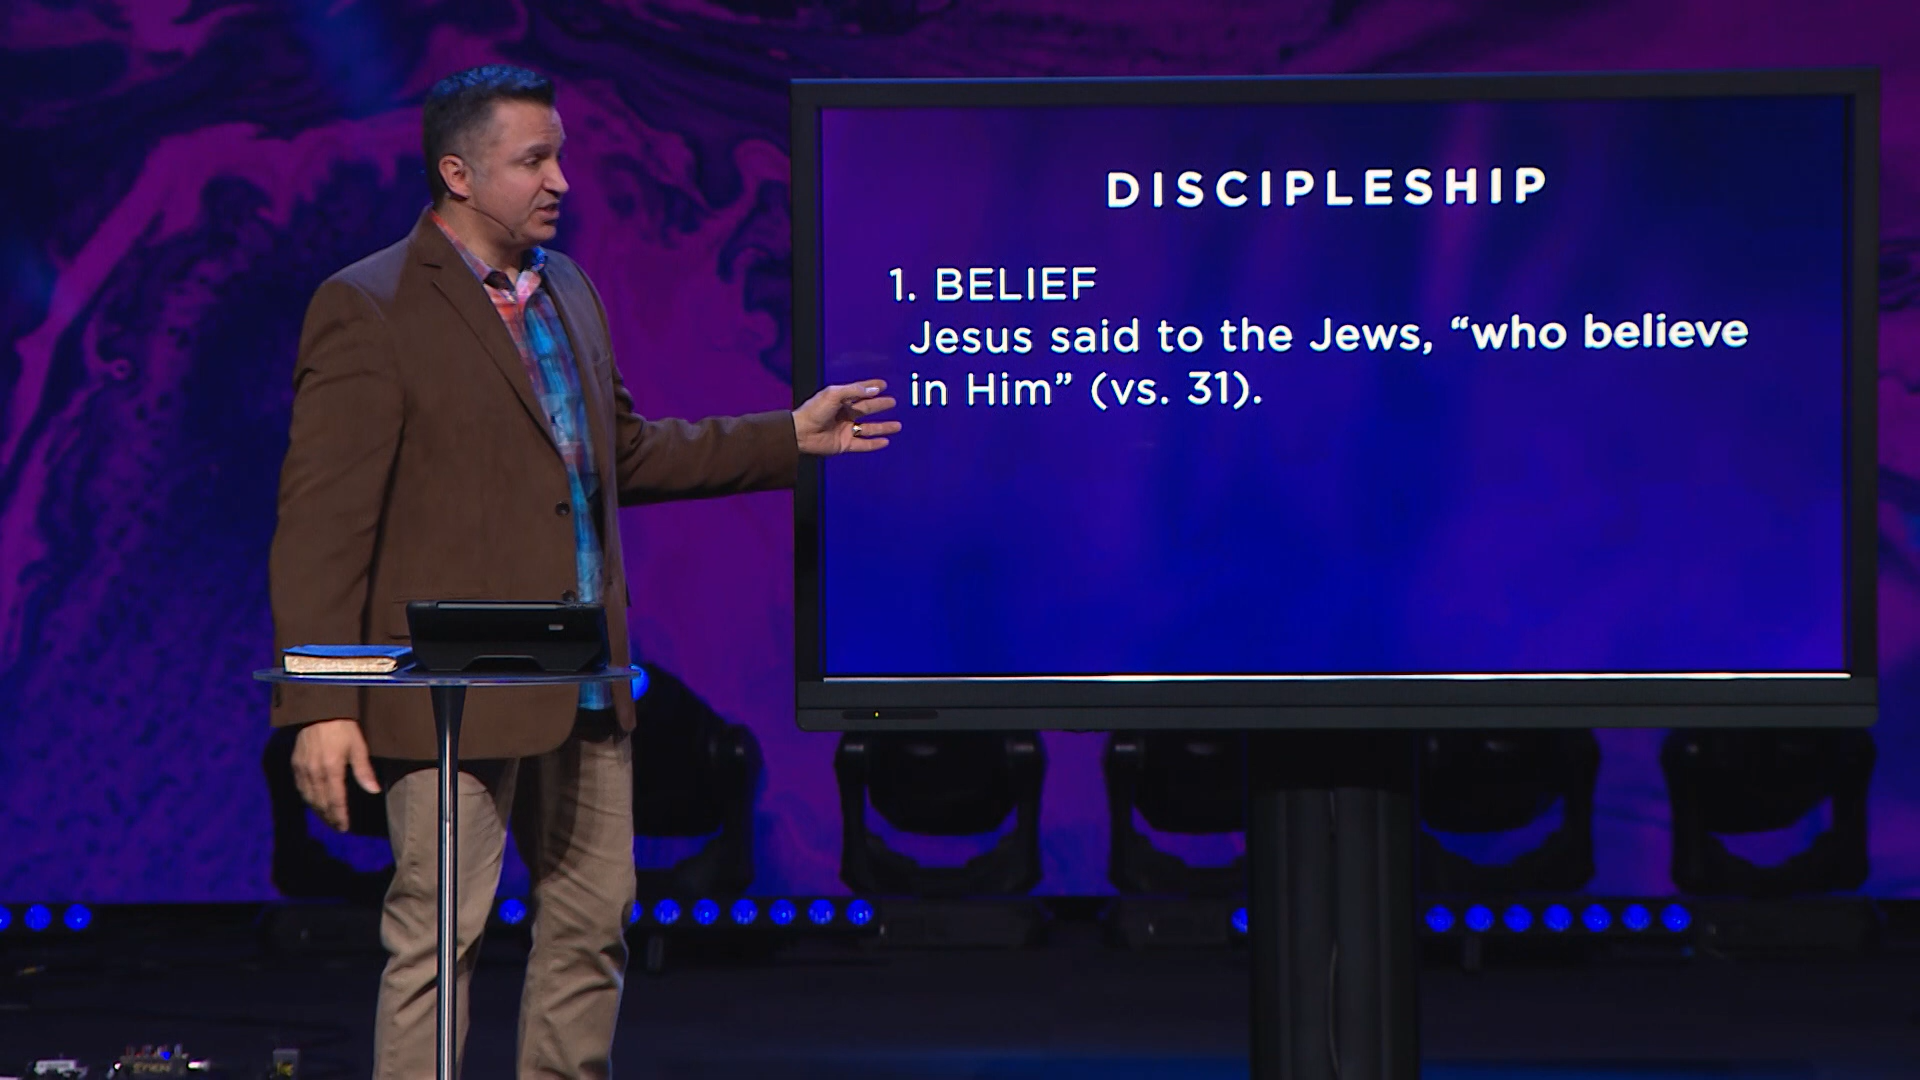 DISCIPLESHIP
1. BELIEF
Jesus said to the Jews, “who believe
in Him” (vs. 31).